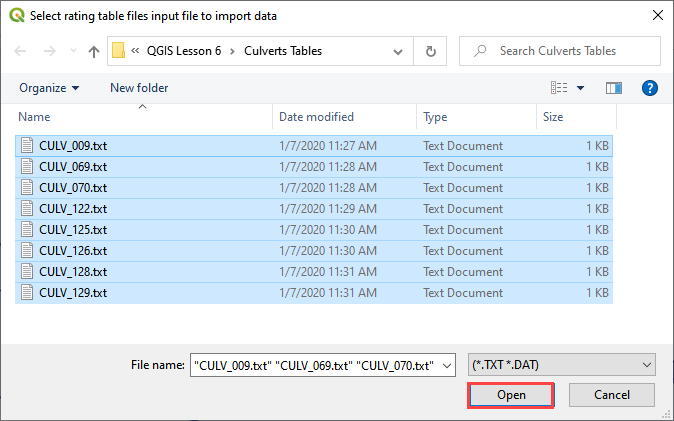 Select rating table files input file to import data
« QGIS Lesson 6 > Culverts Tables Search Culverts Tables
Organize New folder
Name Date modified Type Size
CULV_009.txt 1/7/2020 11:27 AM Text Document 1 KB
CULV_069.txt 1/7/2020 11:28 AM Text Document 1 KB
CULV_070.txt 1/7/2020 11:28 AM Text Document 1 KB
CULV_122.txt 1/7/2020 11:29 AM Text Document 1 KB
CULV_125.txt 1/7/2020 11:30 AM Text Document 1 KB
CULV_126.txt 1/7/2020 11:30 AM Text Document 1 KB
CULV_128.txt 1/7/2020 11:31 AM Text Document 1 KB
CULV_129.txt 1/7/2020 11:31 AM Text Document 1 KB
File name: "CULV_009.txt" "CULV_069.txt" "CULV_070.txt" (*.TXT *.DAT)
Open Cancel